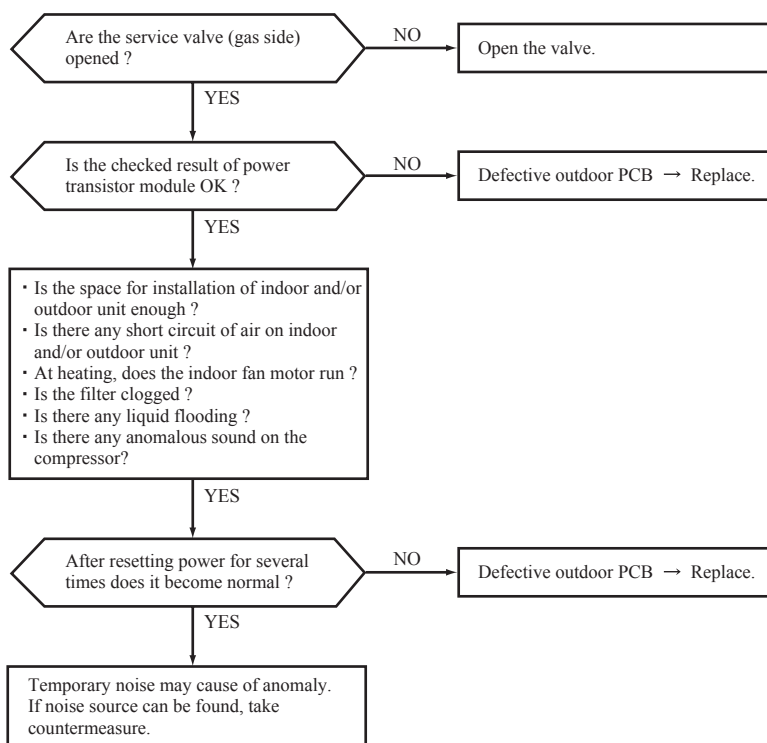 Are the service valve (gas side)
opened ?
NO
Open the valve.
YES
Is the checked result of power
transistor module OK ?
NO
Defective outdoor PCB → Replace.
YES
・Is the space for installation of indoor and/or
outdoor unit enough ?
・Is there any short circuit of air on indoor
and/or outdoor unit ?
・At heating, does the indoor fan motor run ?
・Is the filter clogged ?
・Is there any liquid flooding ?
・Is there any anomalous sound on the
compressor?
YES
After resetting power for several
times does it become normal ?
NO
Defective outdoor PCB → Replace.
YES
Temporary noise may cause of anomaly.
If noise source can be found, take
countermeasure.